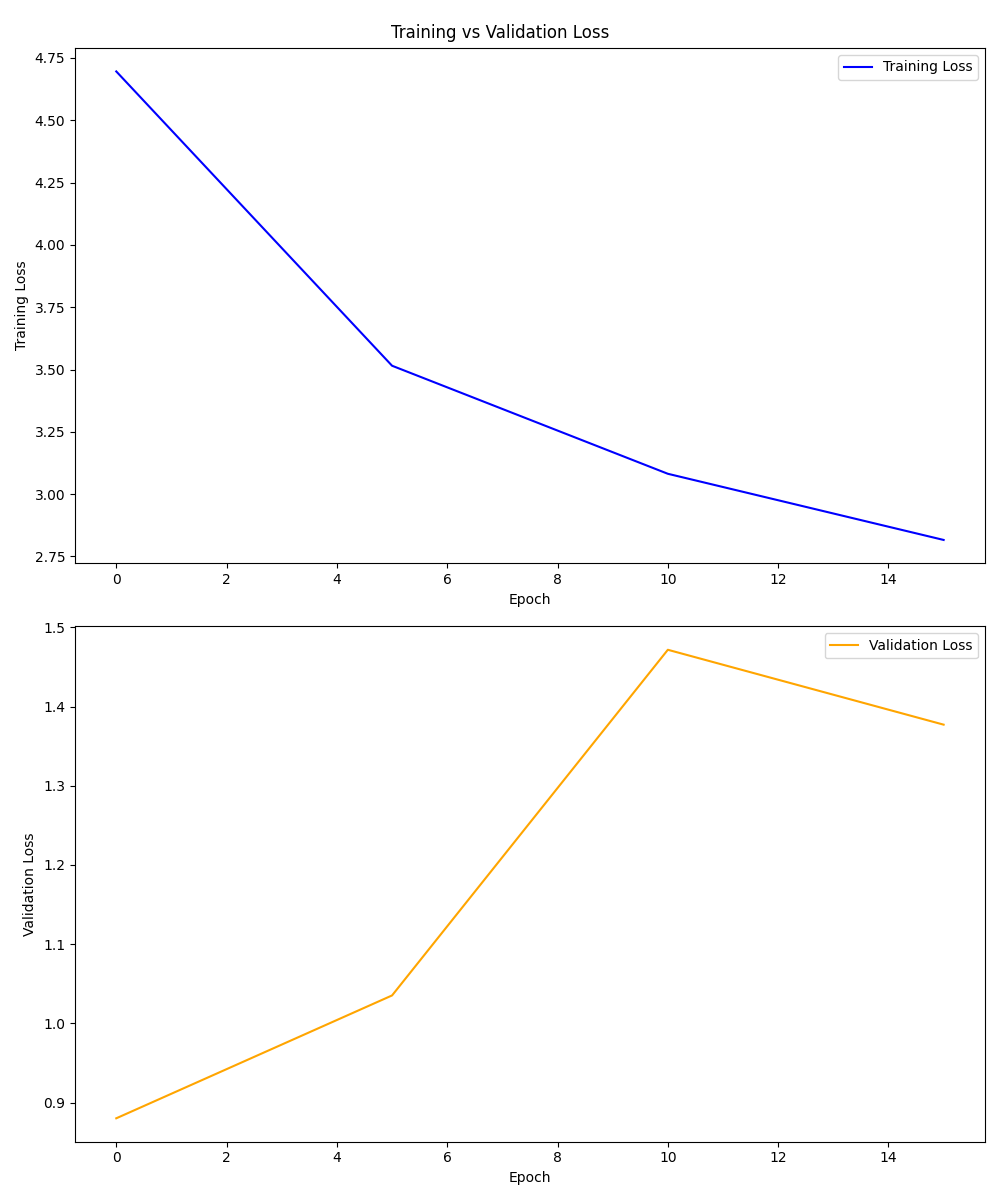 Training vs Validation Loss
Training Loss
4.75
4.50
4.25
4.00
3.75
3.50
3.25
3.00
2.75
Training Loss
0 2 4 6 8 10 12 14
Epoch
Validation Loss
1.5
1.4
1.3
1.2
1.1
1.0
0.9
Validation Loss
0 2 4 6 8 10 12 14
Epoch